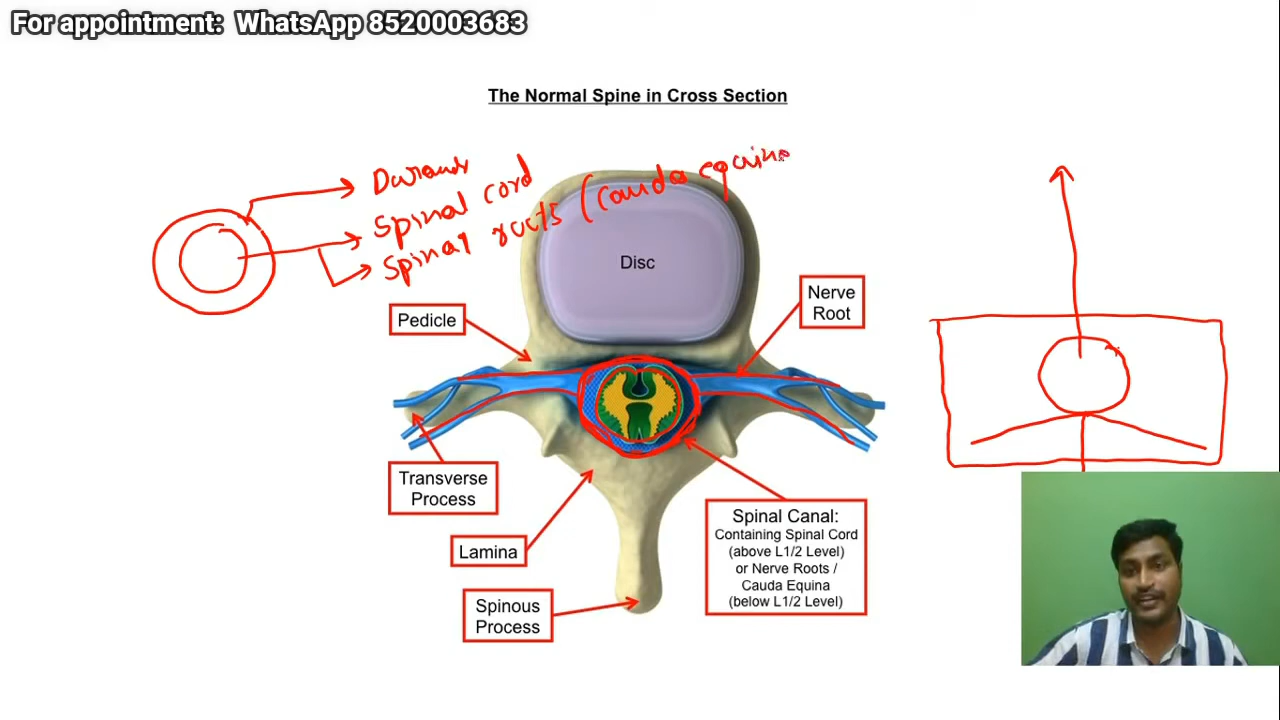 For appointment: WhatsApp 8520003683
The Normal Spine in Cross Section
Spinal cord
Spinal roots (cauda equina
Disc
Pedicle
Nerve
Root
Transverse
Process
Lamina
Spinous
Process
Spinal Canal:
Containing Spinal Cord
(above L1/2 Level)
or Nerve Roots /
Cauda Equina
(below L1/2 Level)